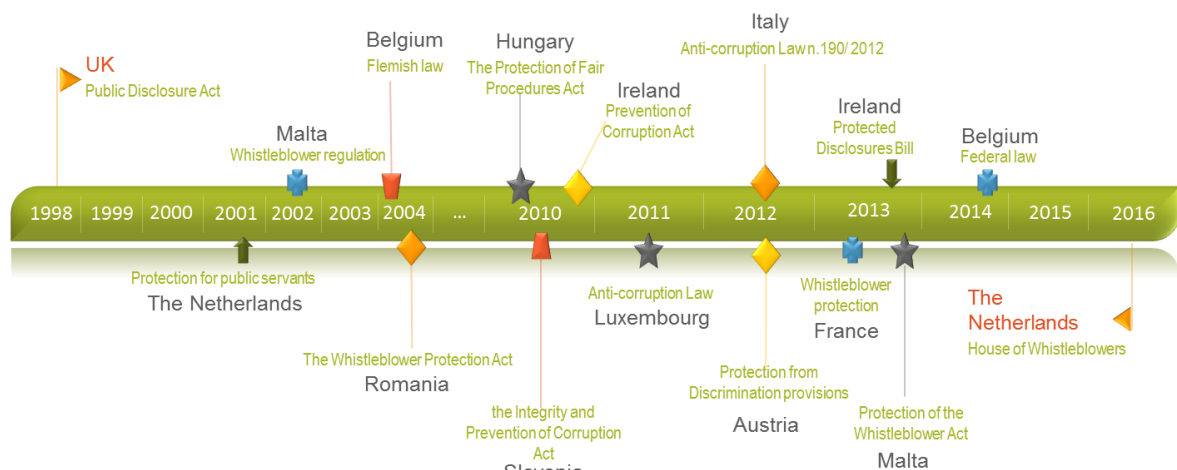 Italy
Anti-corruption Law n.190/ 2012
Belgium
Flemish law
Hungary
The Protection of Fair
Procedures Act
UK
Public Disclosure Act
Ireland
Prevention of
Corruption Act
Ireland
Protected
Disclosures Bill
Malta
Whistleblower regulation
Belgium
Federal law
1998 1999 2000 2001 2002 2003 2004 ... 2010 2011 2012 2013 2014 2015 2016
Protection for public servants
The Netherlands
Anti-corruption Law
Luxembourg
Whistleblower
protection
France
The
Netherlands
House of Whistleblowers
The Whistleblower Protection Act
Romania
Protection from
Discrimination provisions
Austria
the Integrity and
Prevention of Corruption
Act
Slovenia
Protection of the
Whistleblower Act
Malta